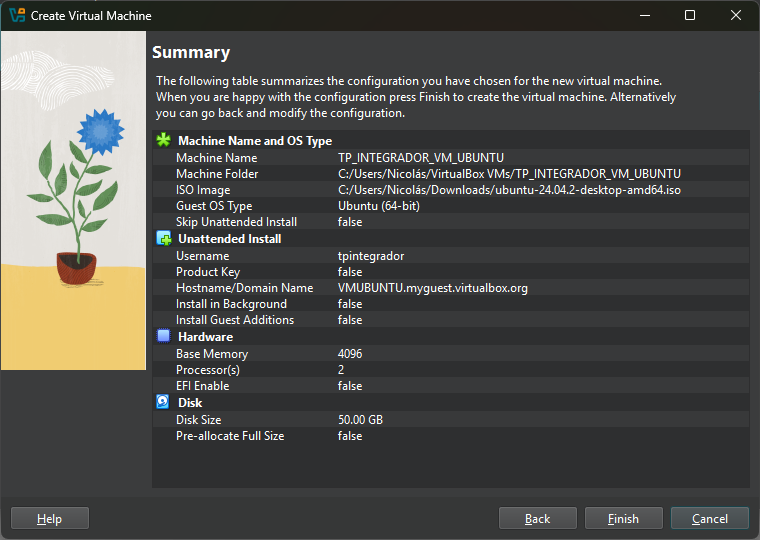 Create Virtual Machine
Summary
The following table summarizes the configuration you have chosen for the new virtual machine.
When you are happy with the configuration press Finish to create the virtual machine. Alternatively
you can go back and modify the configuration.
Machine Name and OS Type
Machine Name TP_INTEGRADOR_VM_UBUNTU
Machine Folder C:/Users/Nicolás/VirtualBox VMs/TP_INTEGRADOR_VM_UBUNTU
ISO Image C:/Users/Nicolás/Downloads/ubuntu-24.04.2-desktop-amd64.iso
Guest OS Type Ubuntu (64-bit)
Skip Unattended Install false
Unattended Install
Username tpintegrador
Product Key false
Hostname/Domain Name VMUBUNTU.myguest.virtualbox.org
Install in Background false
Install Guest Additions false
Hardware
Base Memory 4096
Processor(s) 2
EFI Enable false
Disk
Disk Size 50.00 GB
Pre-allocate Full Size false
Help Back Finish Cancel